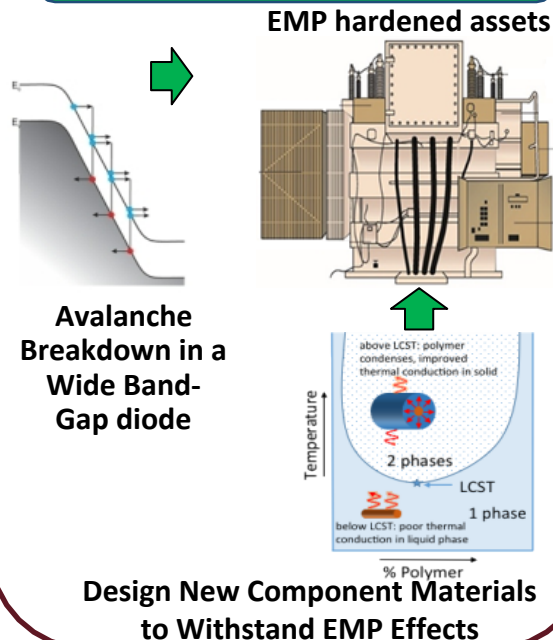 EMP hardened assets
E
E
Avalanche
Breakdown in a
Wide Band-
Gap diode
above LCST: polymer
condenses, improved
thermal conduction in solid
Temperature
2 phases
LCST
1 phase
below LCST: poor thermal
conduction in liquid phase
% Polymer
Design New Component Materials
to Withstand EMP Effects